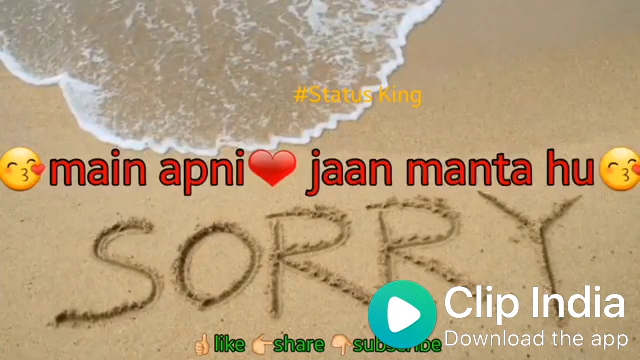 #Status King
😙main apni❤ jaan manta hu😙
SORRY
Clip India
Download the app
👍like 👉share 👇subscribe